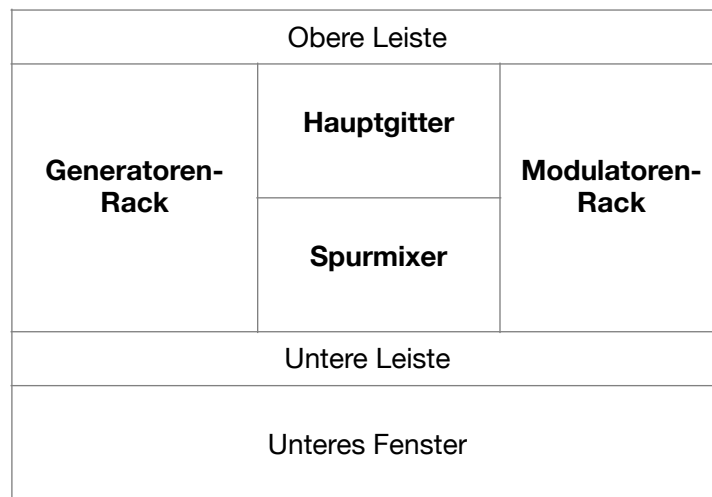 Obere Leiste
Generatoren-
Rack
Hauptgitter
Spurmixer
Modulatoren-
Rack
Untere Leiste
Unteres Fenster